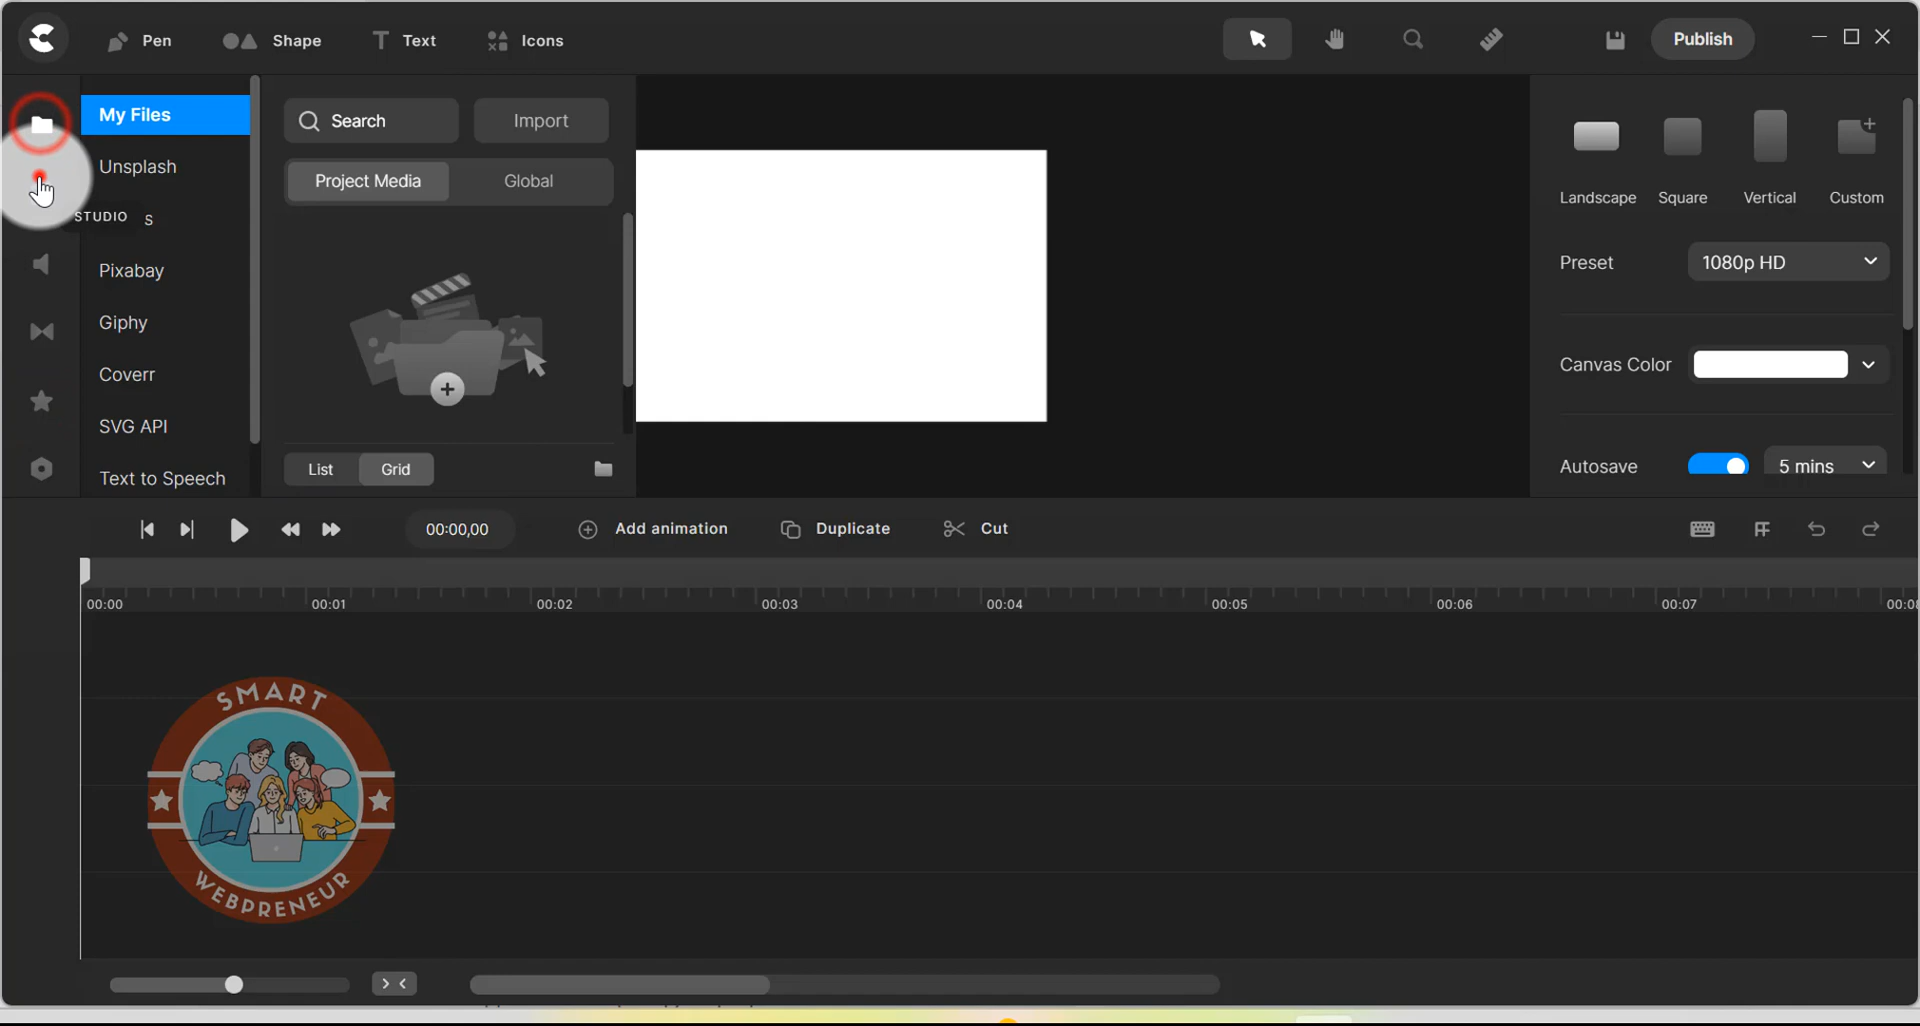 Pen
Shape
Text
Icons
Publish
My Files
Unsplash
STUDIO s
Pixabay
Giphy
Coverr
SVG API
Text to Speech
Search
Import
Project Media
Global
List
Grid
Landscape
Square
Vertical
Custom
Preset
1080p HD
Canvas Color
Autosave
5 mins
00:00,00
Add animation
Duplicate
Cut
00:00
00:01
00:02
00:03
00:04
00:05
00:06
00:07
SMART
WEBPRENEUR